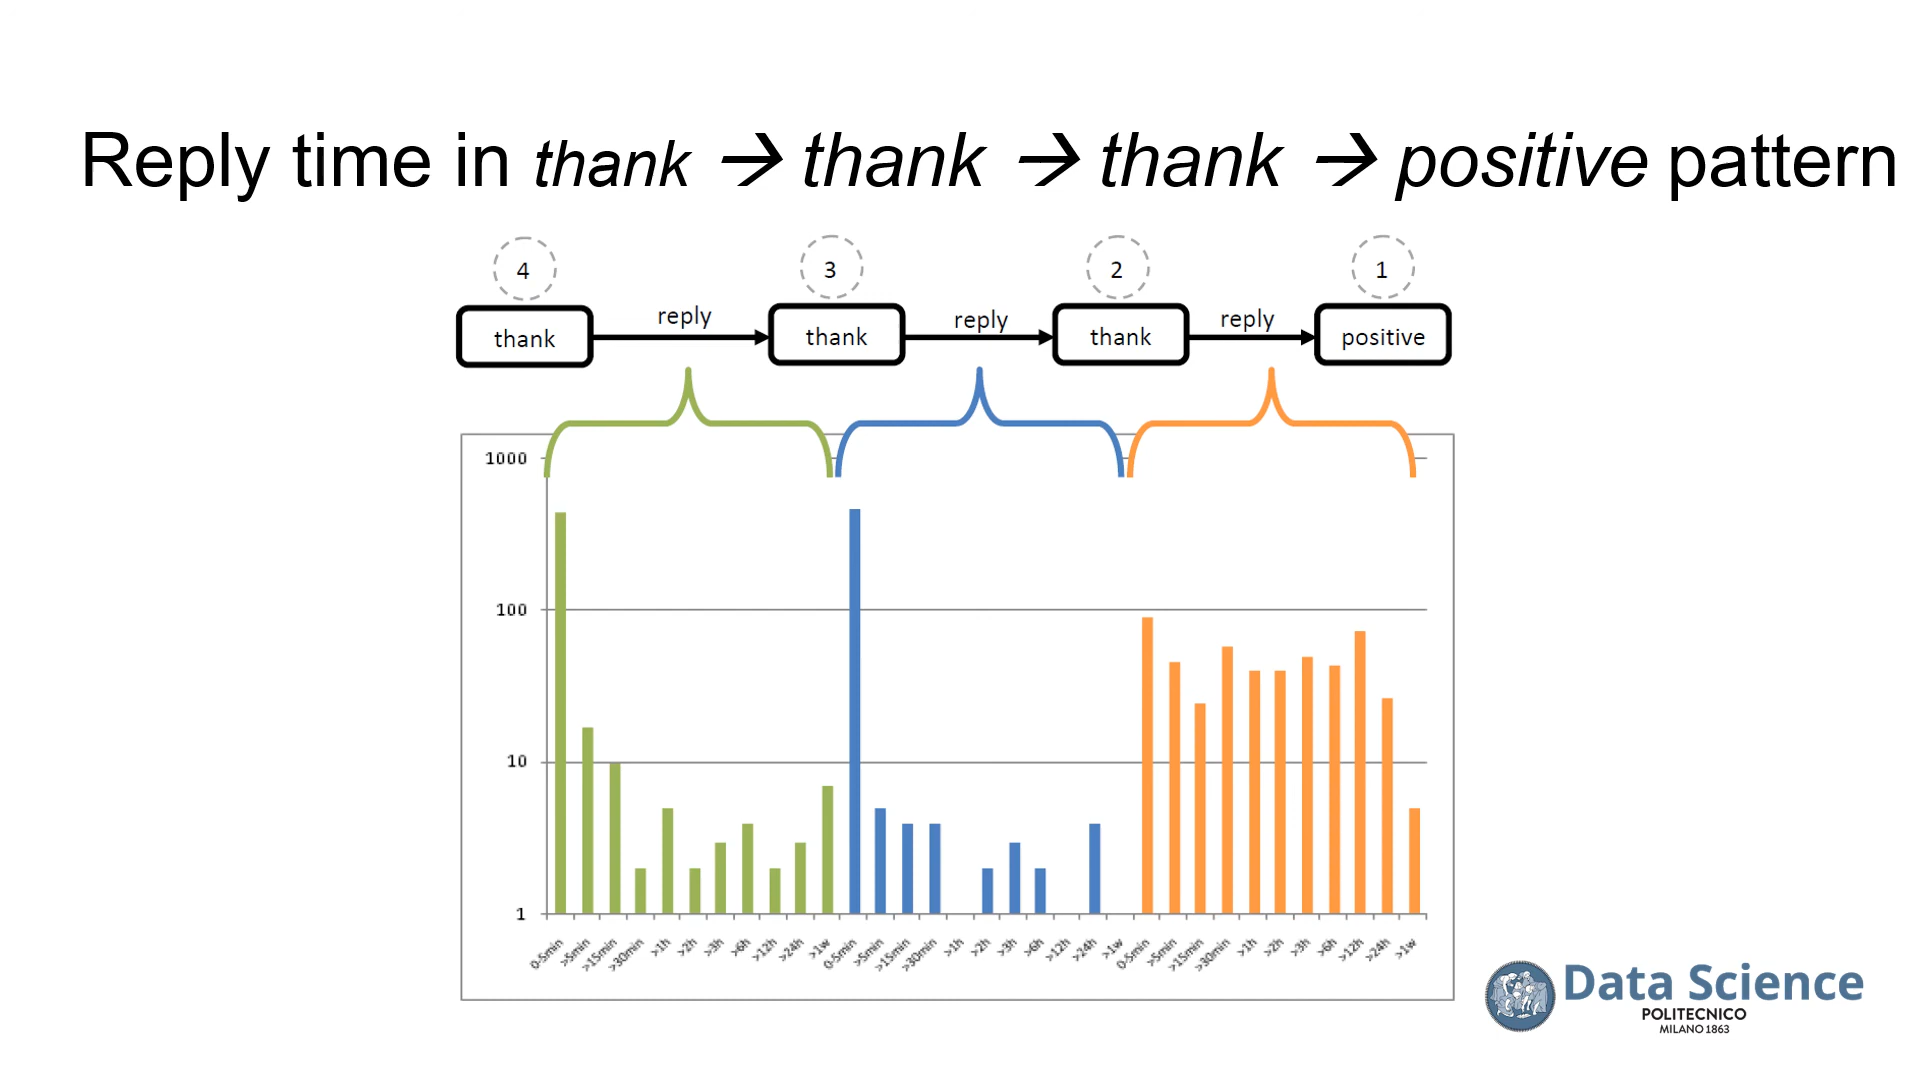 Reply time in thank → thank → thank → positive pattern
4 3 2 1
thank reply thank reply thank reply positive
1000
100
10
1
0-5min >5min >15min >30min >1h >2h >3h >6h >12h >24h >1w 0-5min >5min >15min >30min >1h >2h >3h >6h >12h >24h >1w 0-5min >5min >15min >30min >1h >2h >3h >6h >12h >24h >1w
Data Science
POLITECNICO
MILANO 1863